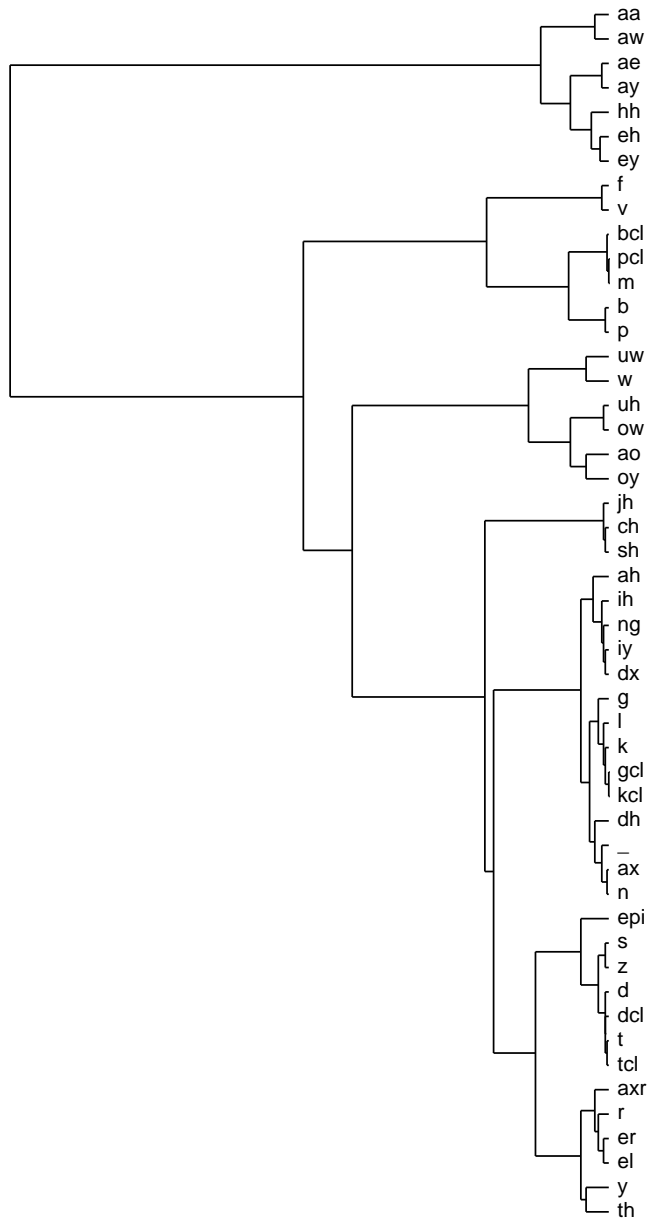 aa
aw
ae
ay
hh
eh
ey
f
v
bcl
pcl
m
b
p
uw
w
uh
ow
ao
oy
jh
ch
sh
ah
ih
ng
iy
dx
g
l
k
gcl
kcl
dh
_
ax
n
epi
s
z
d
dcl
t
tcl
axr
r
er
el
y
th